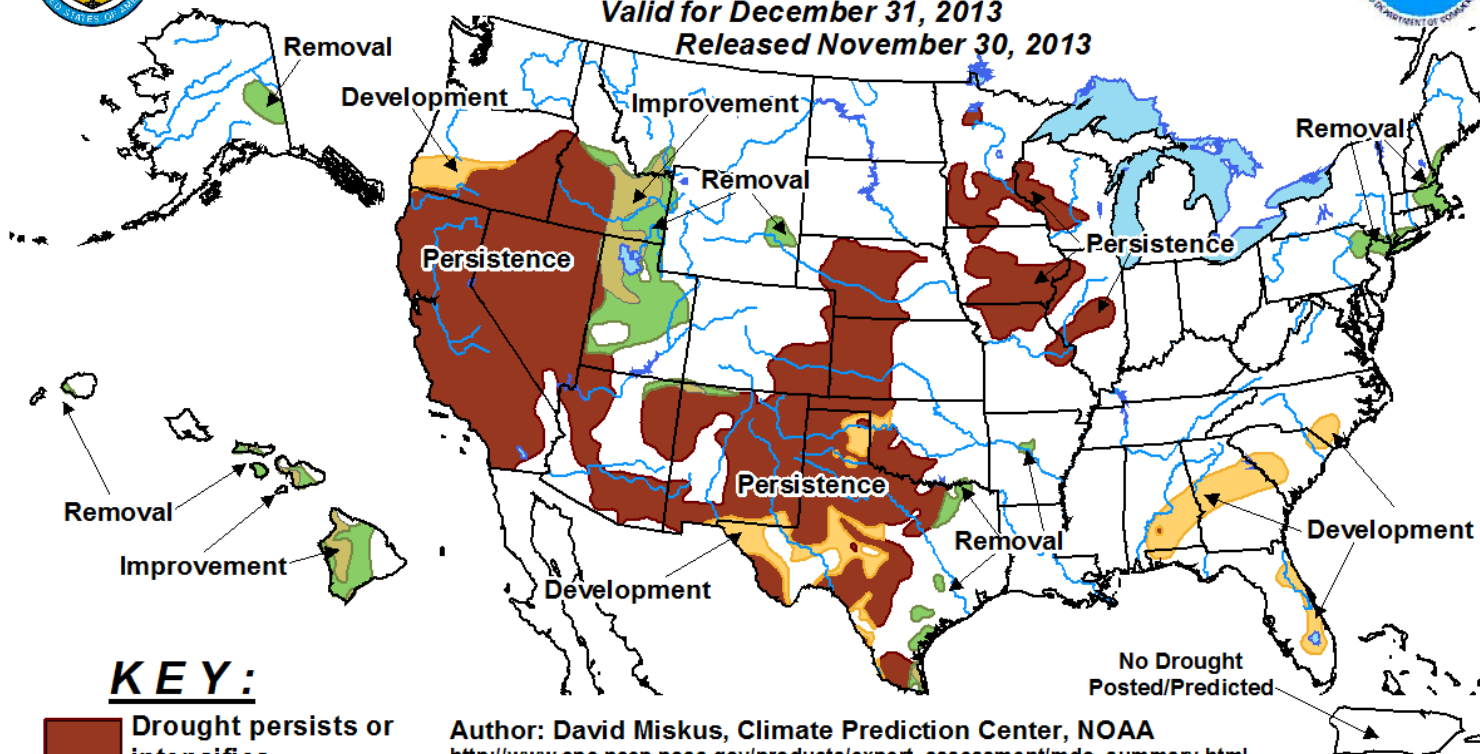 Valid for December 31, 2013
Released November 30, 2013
Removal
Development
Improvement
Removal
Removal
Persistence
Persistence
Removal
Improvement
Persistence
Removal
Development
Development
No Drought
Posted/Predicted
KEY:
Drought persists or
intensifies
Author: David Miskus, Climate Prediction Center, NOAA